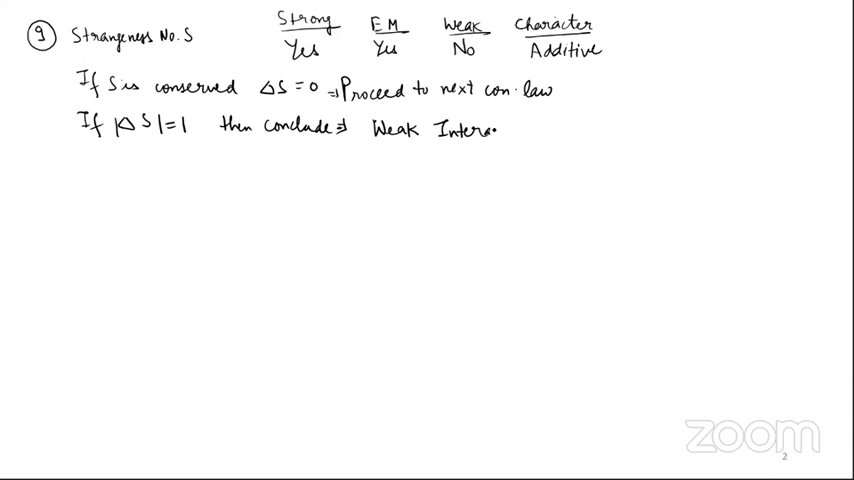 Strong EM Weak Character
9 Strangeness No. S Yes Yes No Additive
If S is conserved ΔS = 0 ⇒ Proceed to next con. law
If |ΔS| = 1 then conclude ⇒ Weak Intera
zoom
2